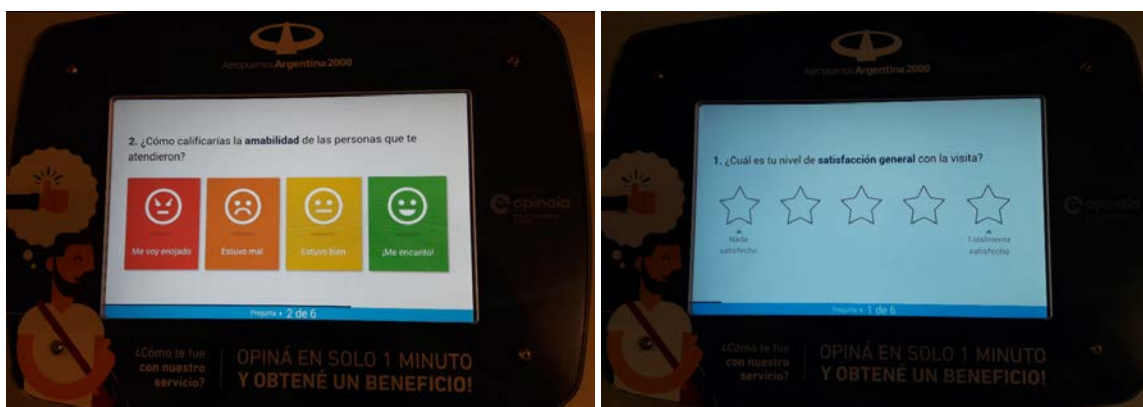 Aeropuertos Argentina 2000
2. ¿Cómo calificarías la amabilidad de las personas que te
atendieron?
Me voy enojado
Estuvo mal
Estuvo bien
¡Me encantó!
Pregunta • 2 de 6
opinaia
¿Cómo te fue
con nuestro
servicio?
OPINÁ EN SOLO 1 MINUTO
Y OBTENÉ UN BENEFICIO!
Aeropuertos Argentina 2000
1. ¿Cuál es tu nivel de satisfacción general con la visita?
Nada
satisfecho
Totalmente
satisfecho
Pregunta • 1 de 6
opinaia
¿Cómo te fue
con nuestro
servicio?
OPINÁ EN SOLO 1 MINUTO
Y OBTENÉ UN BENEFICIO!